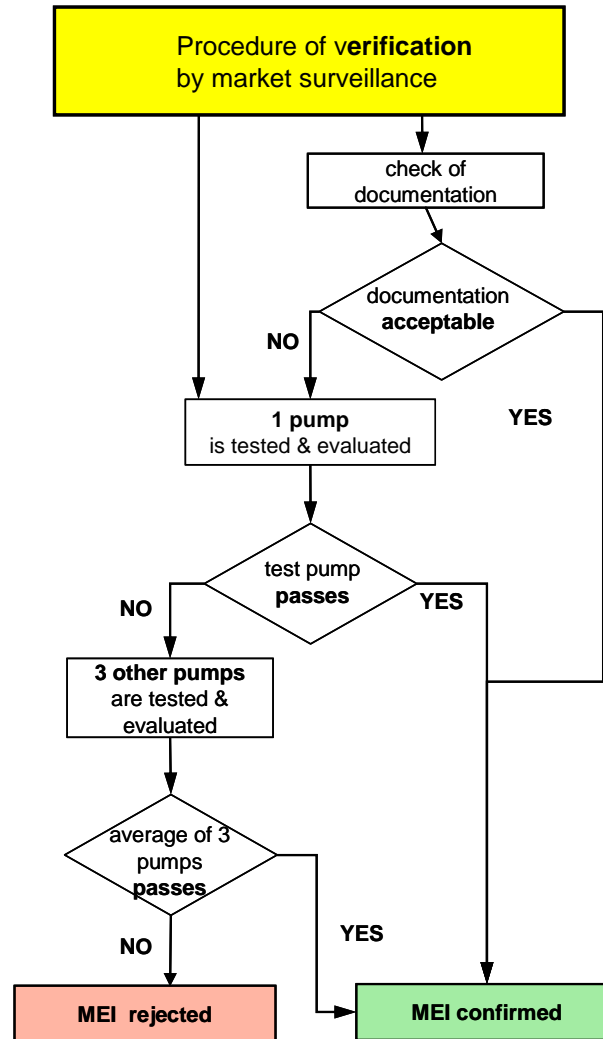 Procedure of verification
by market surveillance
check of
documentation
documentation
acceptable
NO
YES
1 pump
is tested & evaluated
test pump
passes
NO
YES
3 other pumps
are tested &
evaluated
average of 3
pumps
passes
NO
YES
MEI rejected
MEI confirmed